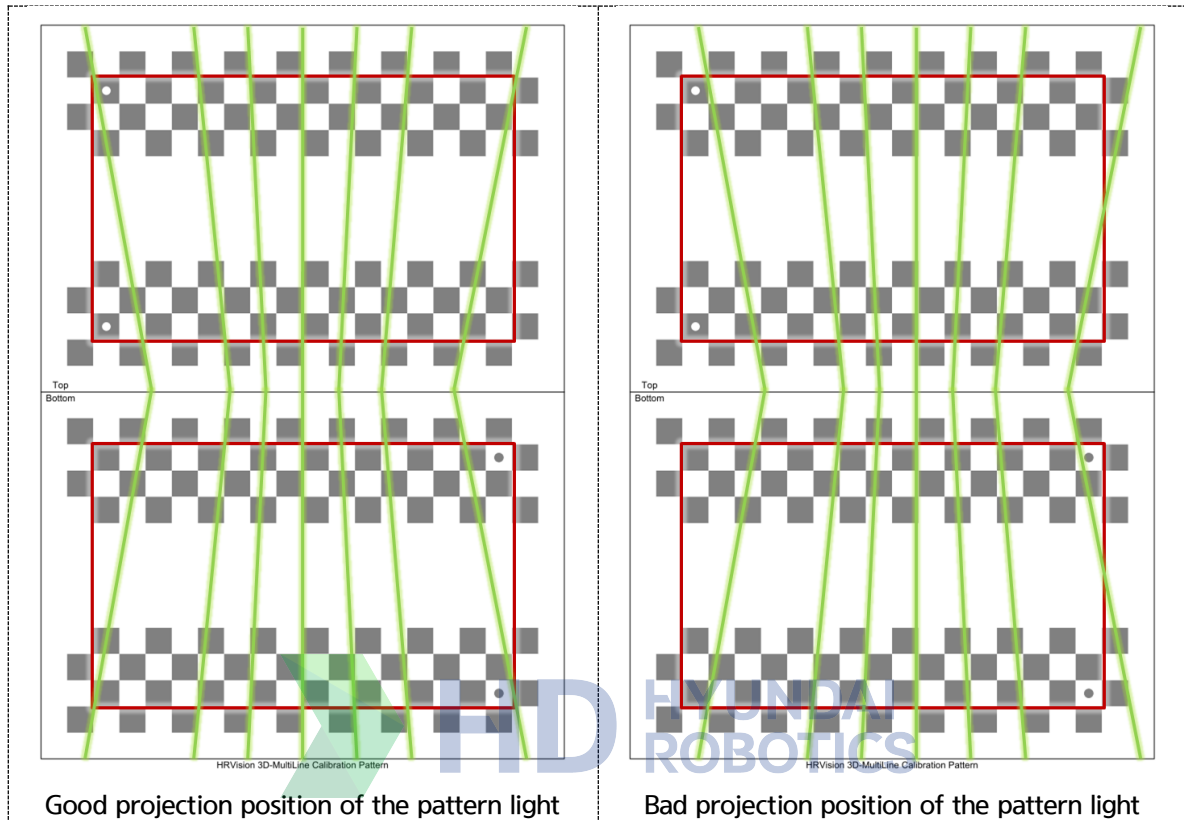 Top
Bottom
HRVision 3D-MultiLine Calibration Pattern
Good projection position of the pattern light
Top
Bottom
HRVision 3D-MultiLine Calibration Pattern
Bad projection position of the pattern light
HD HYUNDAI
ROBOTICS